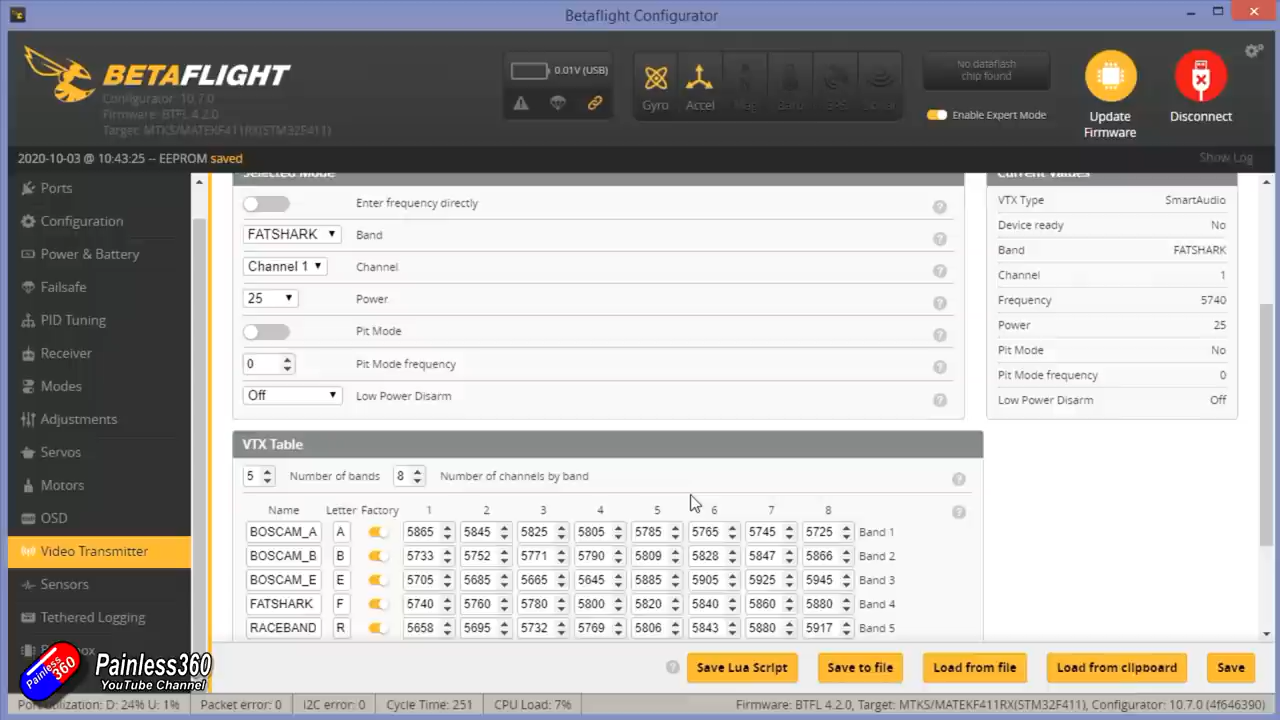 Betaflight Configurator
BETAFLIGHT
Configurator: 10.7.0
Firmware: BTFL 4.2.0
Target: MTKS/MATEKF411RX(STM32F411)
0.01V (USB)
Gyro
Accel
No dataflash
chip found
Enable Expert Mode
Update
Firmware
Disconnect
2020-10-03 @ 10:43:25 -- EEPROM saved
Show Log
Ports
Configuration
Power & Battery
Failsafe
PID Tuning
Receiver
Modes
Adjustments
Servos
Motors
OSD
Video Transmitter
Sensors
Tethered Logging
Selected Mode
Enter frequency directly
FATSHARK Band
Channel 1 Channel
25 Power
Pit Mode
0 Pit Mode frequency
Off Low Power Disarm
Current Values
VTX Type SmartAudio
Device ready No
Band FATSHARK
Channel 1
Frequency 5740
Power 25
Pit Mode No
Pit Mode frequency 0
Low Power Disarm Off
VTX Table
5 Number of bands 8 Number of channels by band
Name Letter Factory 1 2 3 4 5 6 7 8
BOSCAM_A A 5865 5845 5825 5805 5785 5765 5745 5725 Band 1
BOSCAM_B B 5733 5752 5771 5790 5809 5828 5847 5866 Band 2
BOSCAM_E E 5705 5685 5665 5645 5885 5905 5925 5945 Band 3
FATSHARK F 5740 5760 5780 5800 5820 5840 5860 5880 Band 4
RACEBAND R 5658 5695 5732 5769 5806 5843 5880 5917 Band 5
Save Lua Script Save to file Load from file Load from clipboard Save
Painless360
Painless360
YouTube Channel
D: 24% U: 1% Packet error: 0 I2C error: 0 Cycle Time: 251 CPU Load: 7% Firmware: BTFL 4.2.0, Target: MTKS/MATEKF411RX(STM32F411), Configurator: 10.7.0 (4f646390)